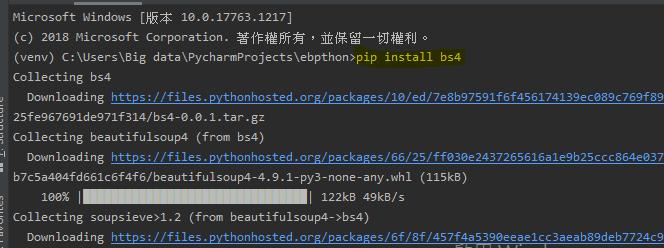 Microsoft Windows [版本 10.0.17763.1217]
(c) 2018 Microsoft Corporation. 著作權所有，並保留一切權利。
(venv) C:\Users\Big data\PycharmProjects\ebpthon>pip install bs4
Collecting bs4
Downloading https://files.pythonhosted.org/packages/10/ed/7e8b97591f6f456174139ec089c769f89
25fe967691de971f314/bs4-0.0.1.tar.gz
Collecting beautifulsoup4 (from bs4)
Downloading https://files.pythonhosted.org/packages/66/25/ff030e2437265616a1e9b25ccc864e037
b7c5a404fd661c6f4f6/beautifulsoup4-4.9.1-py3-none-any.whl (115kB)
100% |████████████████████████████████| 122kB 49kB/s
Collecting soupsieve>1.2 (from beautifulsoup4->bs4)
Downloading https://files.pythonhosted.org/packages/6f/8f/457f4a5390eeae1cc3aeab89deb7724c9
Structure
Favorites